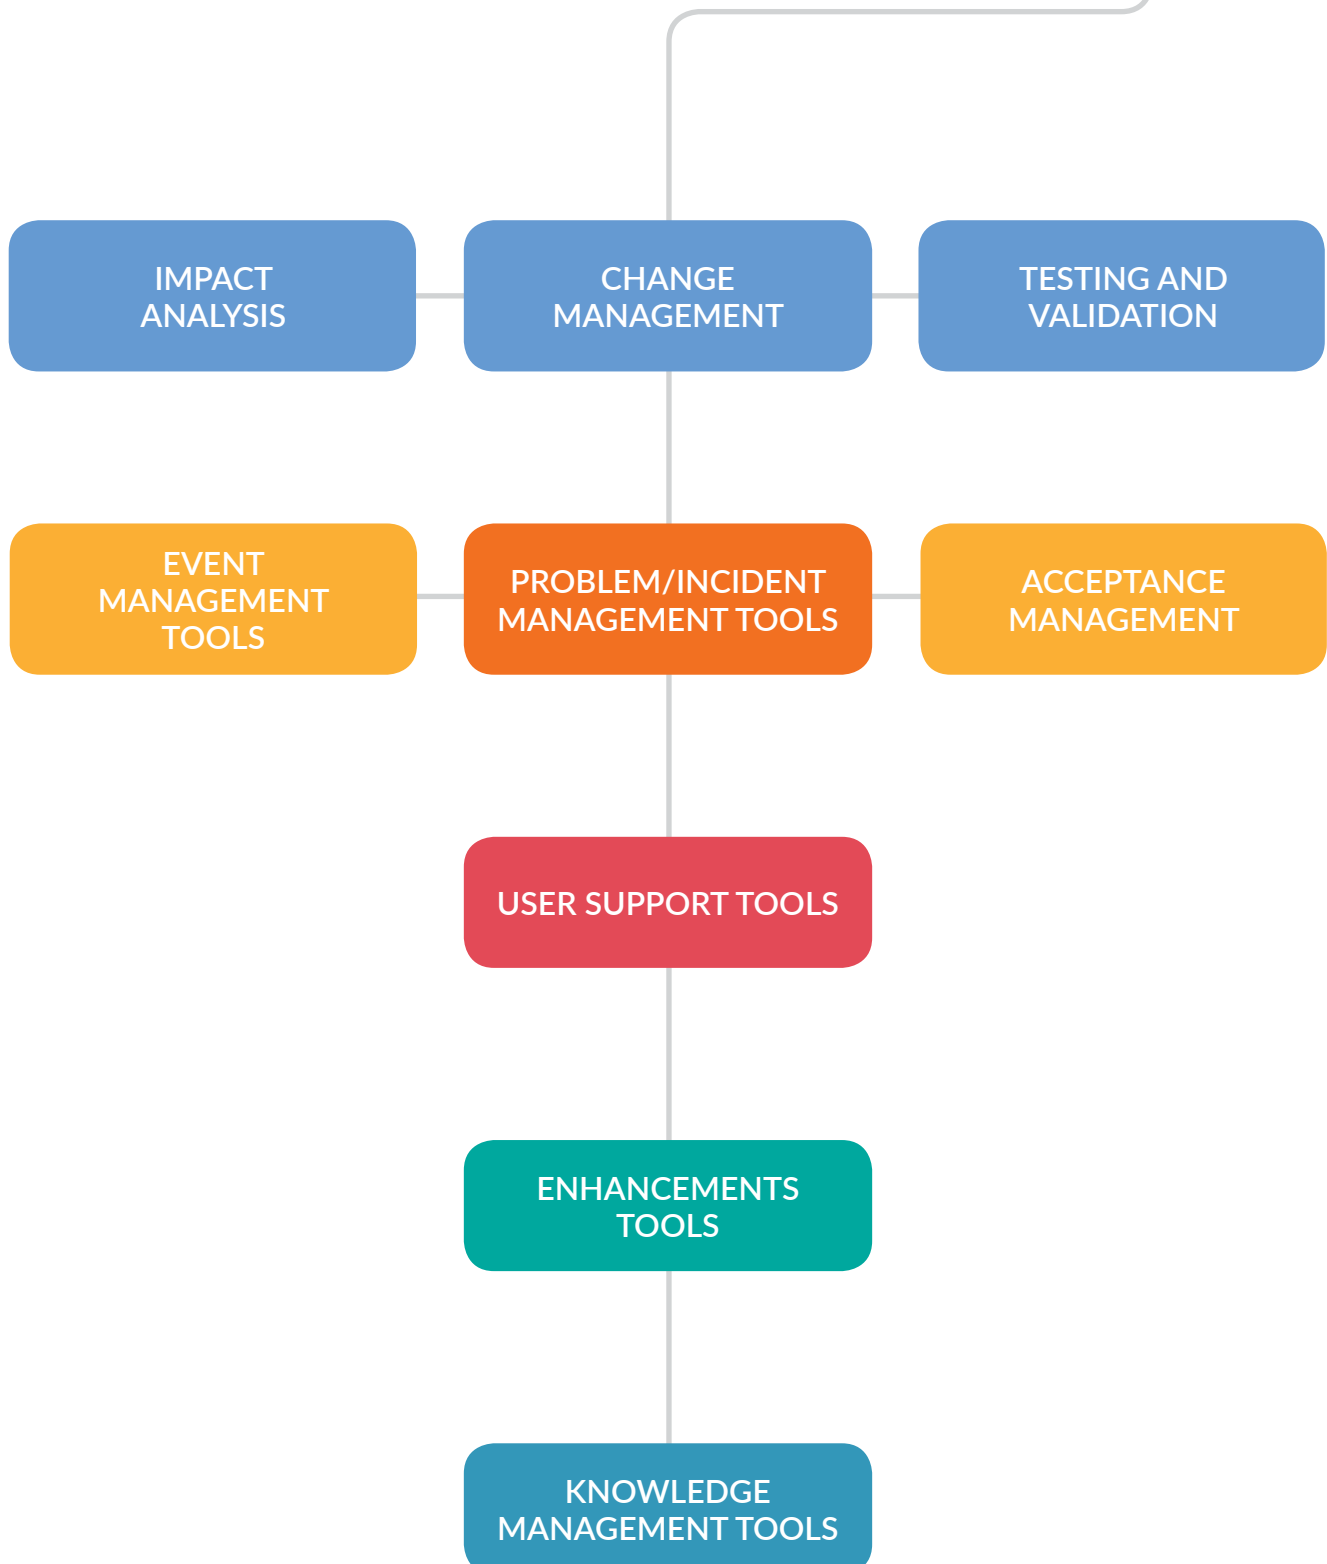 IMPACT
ANALYSIS
CHANGE
MANAGEMENT
TESTING AND
VALIDATION
EVENT
MANAGEMENT
TOOLS
PROBLEM/INCIDENT
MANAGEMENT TOOLS
ACCEPTANCE
MANAGEMENT
USER SUPPORT TOOLS
ENHANCEMENTS
TOOLS
KNOWLEDGE
MANAGEMENT TOOLS